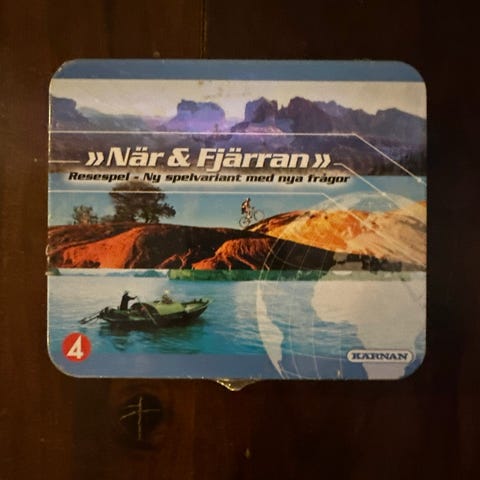 »När & Fjärran»
Resespel - Ny spelvariant med nya frågor
4
KÄRNAN